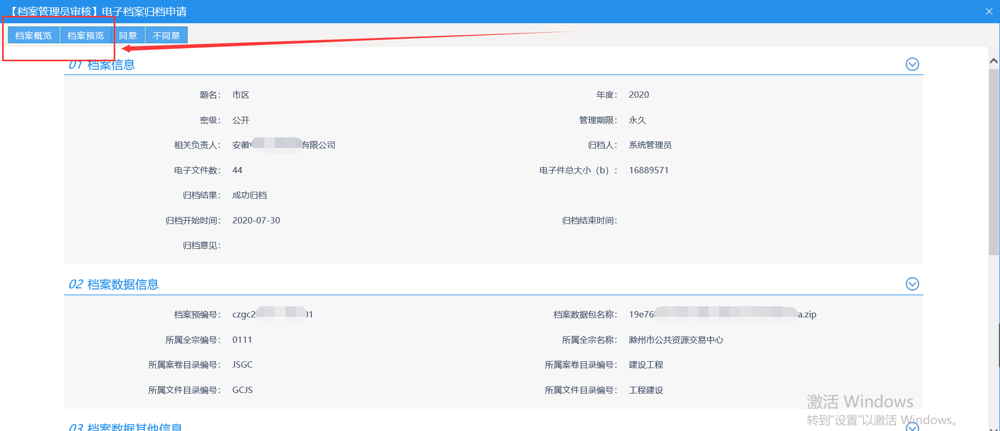 【档案管理员审核】电子档案归档申请
档案概览 档案预览 同意 不同意
01 档案信息
题名： 市区 年度： 2020
密级： 公开 管理期限： 永久
相关负责人： 安徽 有限公司 归档人： 系统管理员
电子文件数： 44 电子件总大小（b）： 16889571
归档结果： 成功归档
归档开始时间： 2020-07-30 归档结束时间：
归档意见：
02 档案数据信息
档案预编号： czgc2 01 档案数据包名称： 19e76 a.zip
所属全宗编号： 0111 所属全宗名称： 滁州市公共资源交易中心
所属案卷目录编号： JSGC 所属案卷目录编号： 建设工程
所属文件目录编号： GCJS 所属文件目录编号： 工程建设
激活 Windows
转到“设置”以激活 Windows。
03 档案数据其他信息